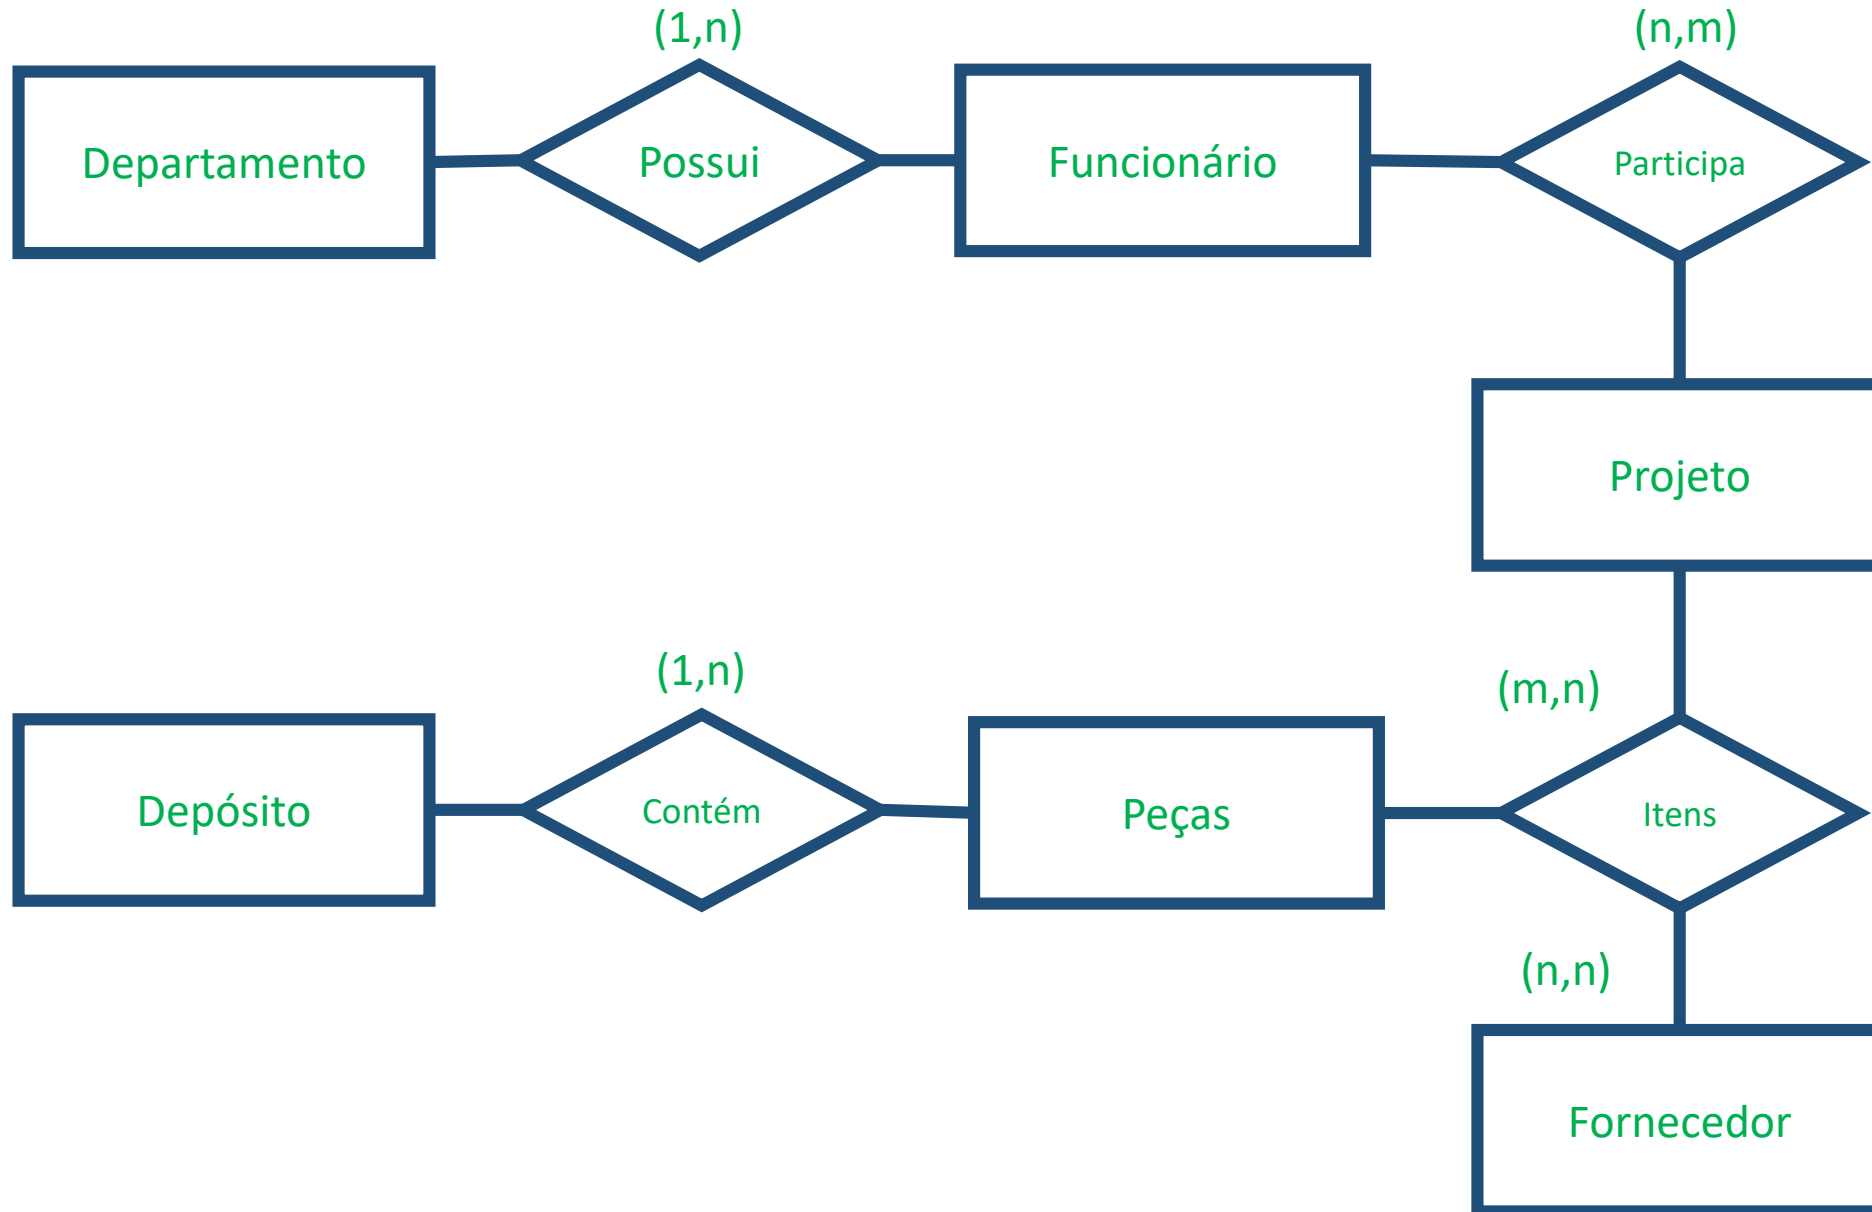 (1,n)
(n,m)
Departamento
Possui
Funcionário
Participa
Projeto
(1,n)
(m,n)
Depósito
Contém
Peças
Itens
(n,n)
Fornecedor